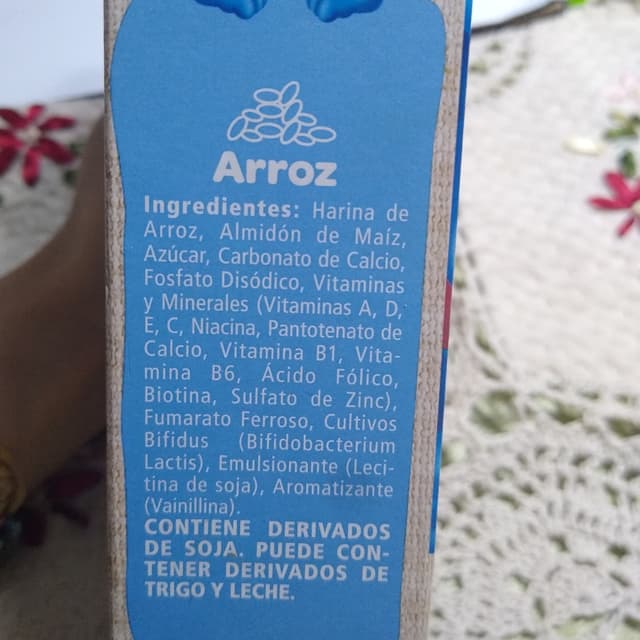 Arroz
Ingredientes: Harina de
Arroz, Almidón de Maíz,
Azúcar, Carbonato de Calcio,
Fosfato Disódico, Vitaminas
y Minerales (Vitaminas A, D,
E, C, Niacina, Pantotenato de
Calcio, Vitamina B1, Vita-
mina B6, Ácido Fólico,
Biotina, Sulfato de Zinc),
Fumarato Ferroso, Cultivos
Bifidus (Bifidobacterium
Lactis), Emulsionante (Leci-
tina de soja), Aromatizante
(Vainillina).
CONTIENE DERIVADOS
DE SOJA. PUEDE CON-
TENER DERIVADOS DE
TRIGO Y LECHE.